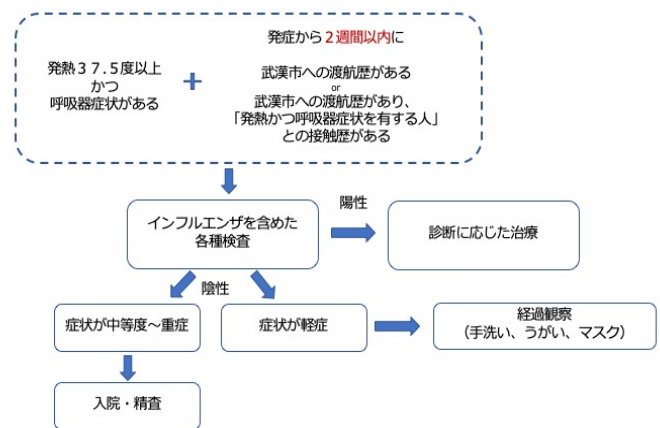 発熱３７.５度以上
かつ
呼吸器症状がある
+
発症から２週間以内に
武漢市への渡航歴がある
or
武漢市への渡航歴があり、
「発熱かつ呼吸器症状を有する人」
との接触歴がある
インフルエンザを含めた
各種検査
陽性
診断に応じた治療
陰性
症状が中等度～重症
症状が軽症
経過観察
（手洗い、うがい、マスク）
入院・精査